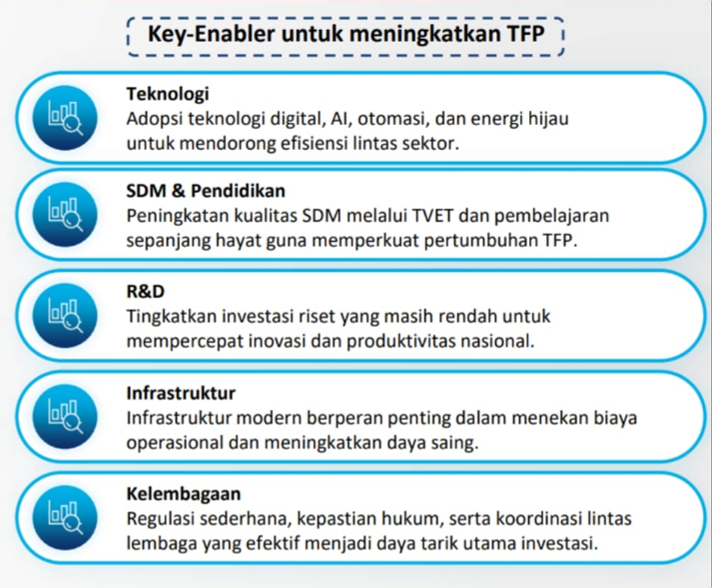 Key-Enabler untuk meningkatkan TFP
Teknologi
Adopsi teknologi digital, AI, otomasi, dan energi hijau
untuk mendorong efisiensi lintas sektor.
SDM & Pendidikan
Peningkatan kualitas SDM melalui TVET dan pembelajaran
sepanjang hayat guna memperkuat pertumbuhan TFP.
R&D
Tingkatkan investasi riset yang masih rendah untuk
mempercepat inovasi dan produktivitas nasional.
Infrastruktur
Infrastruktur modern berperan penting dalam menekan biaya
operasional dan meningkatkan daya saing.
Kelembagaan
Regulasi sederhana, kepastian hukum, serta koordinasi lintas
lembaga yang efektif menjadi daya tarik utama investasi.